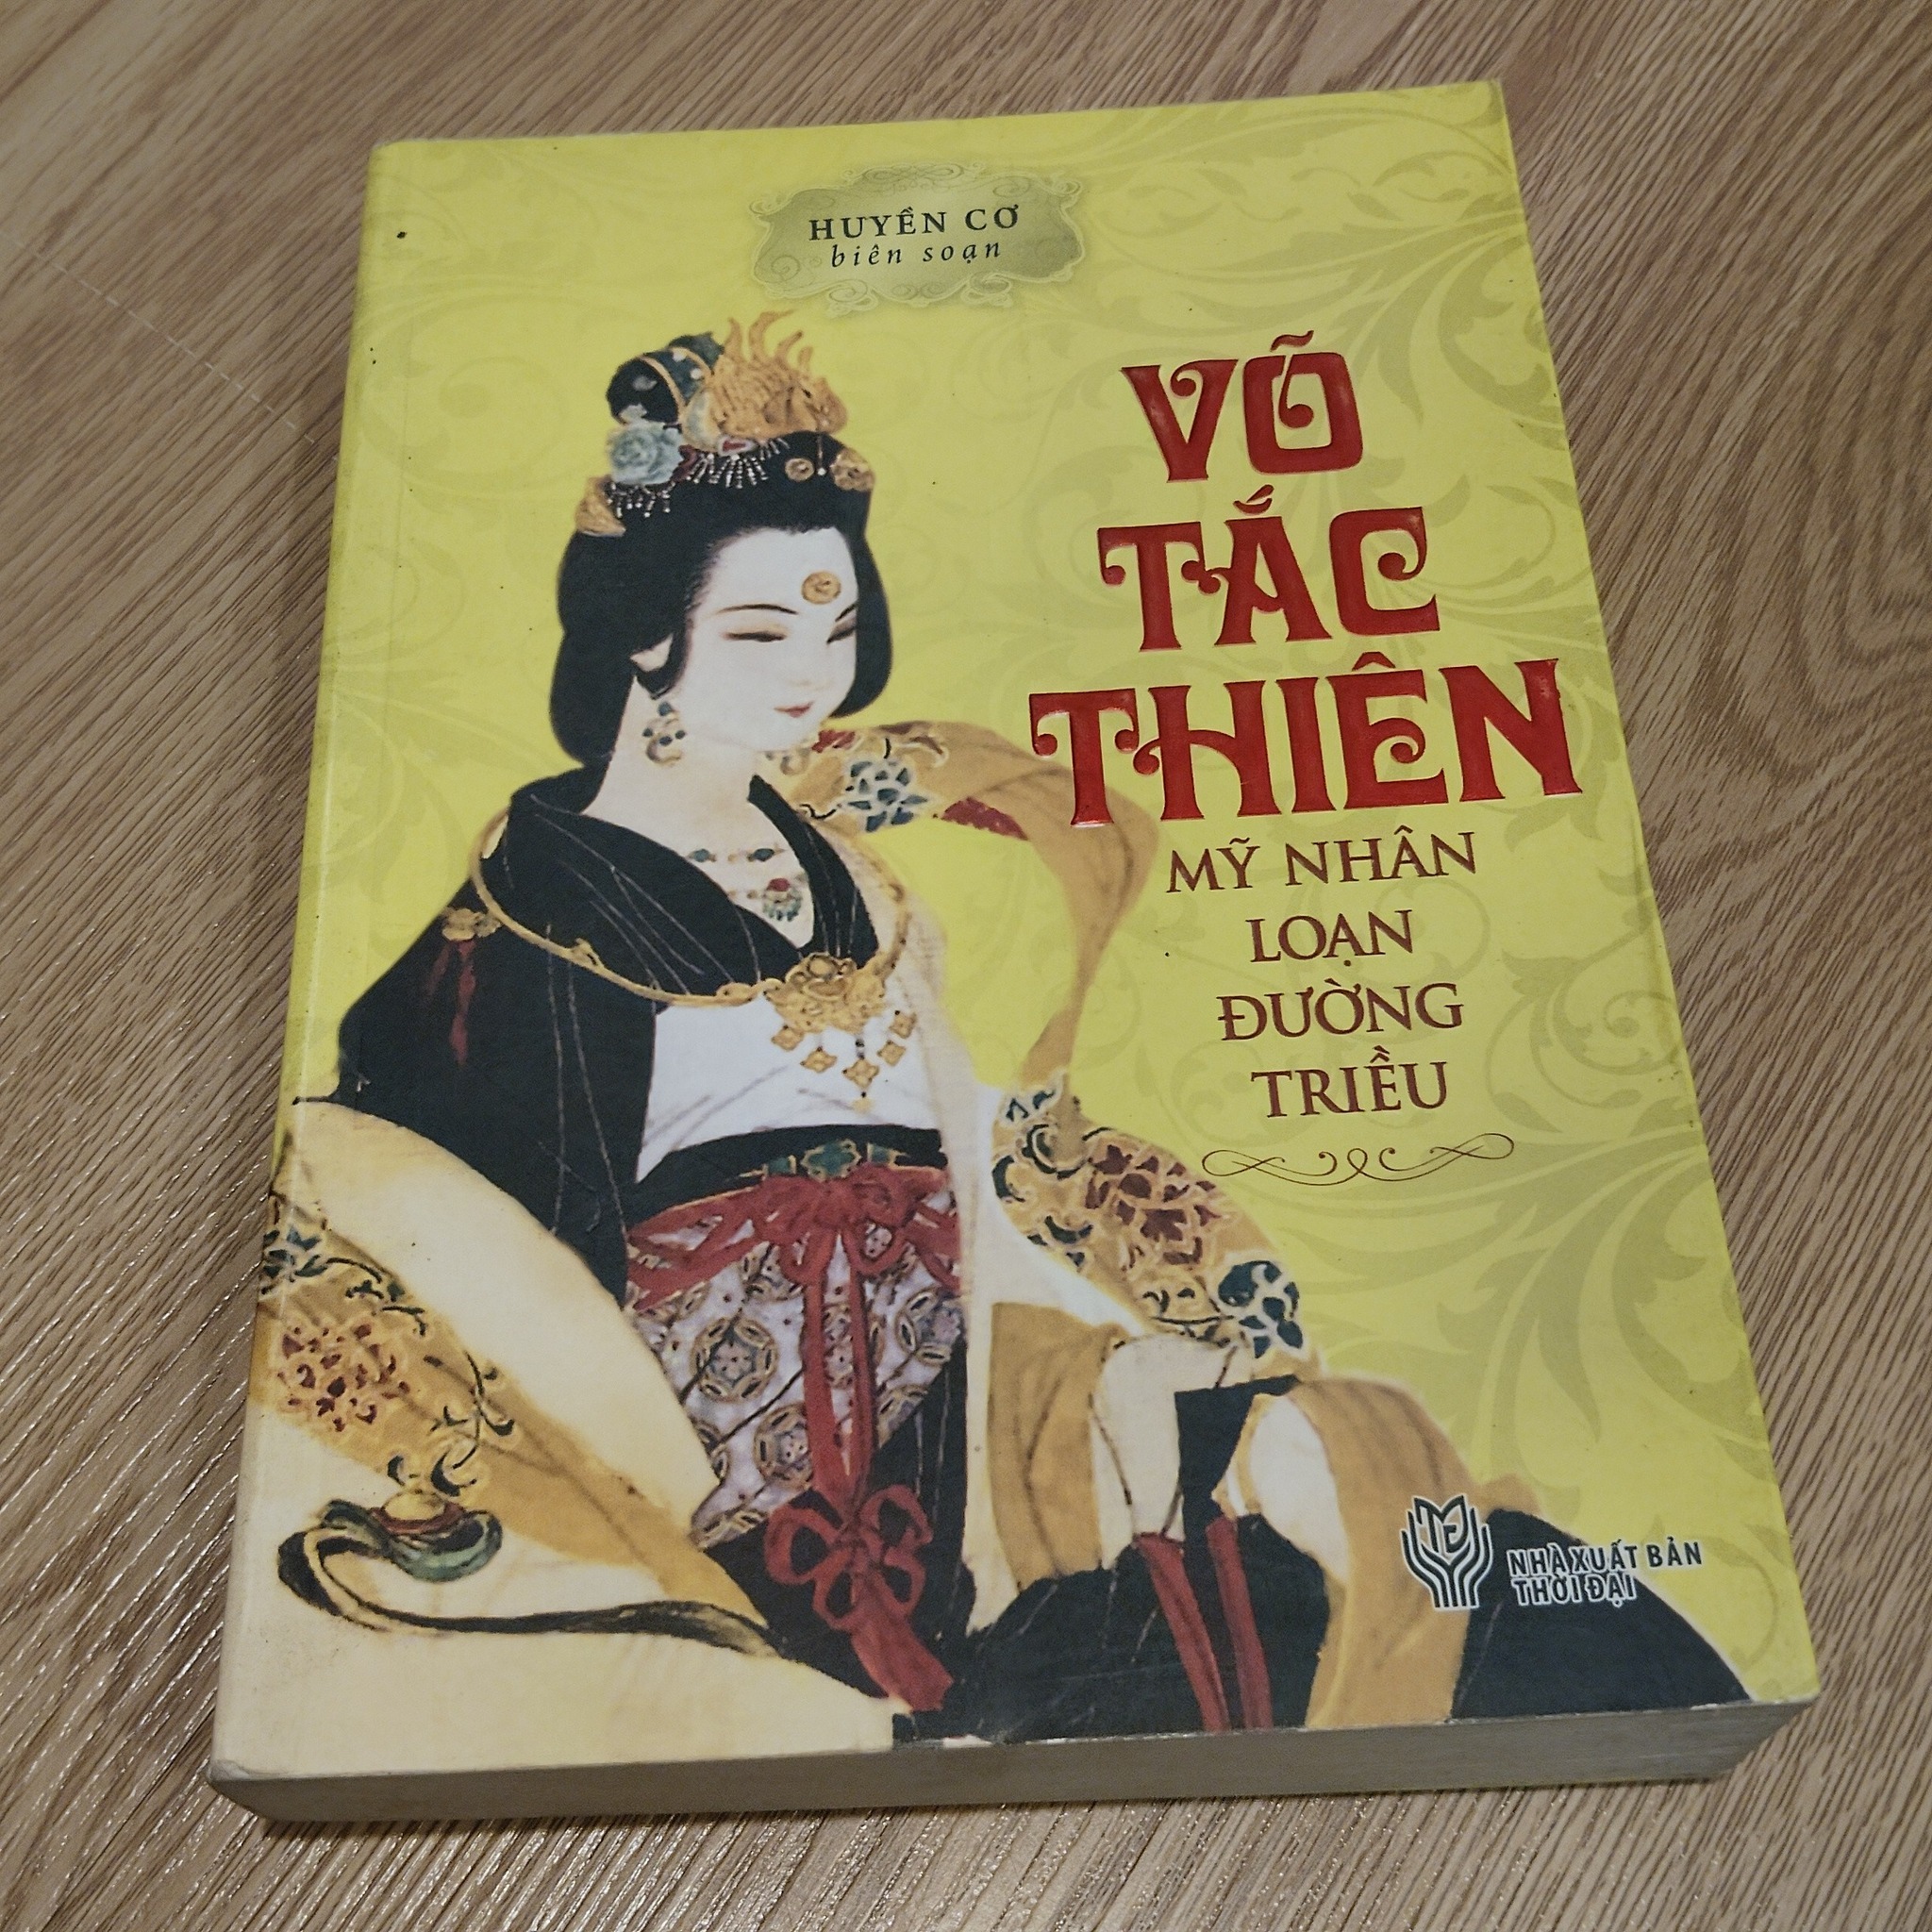 HUYỀN CƠ
biên soạn
VÕ
TẮC
THIÊN
MỸ NHÂN
LOẠN
ĐƯỜNG
TRIỀU
NHÀ XUẤT BẢN
THỜI ĐẠI